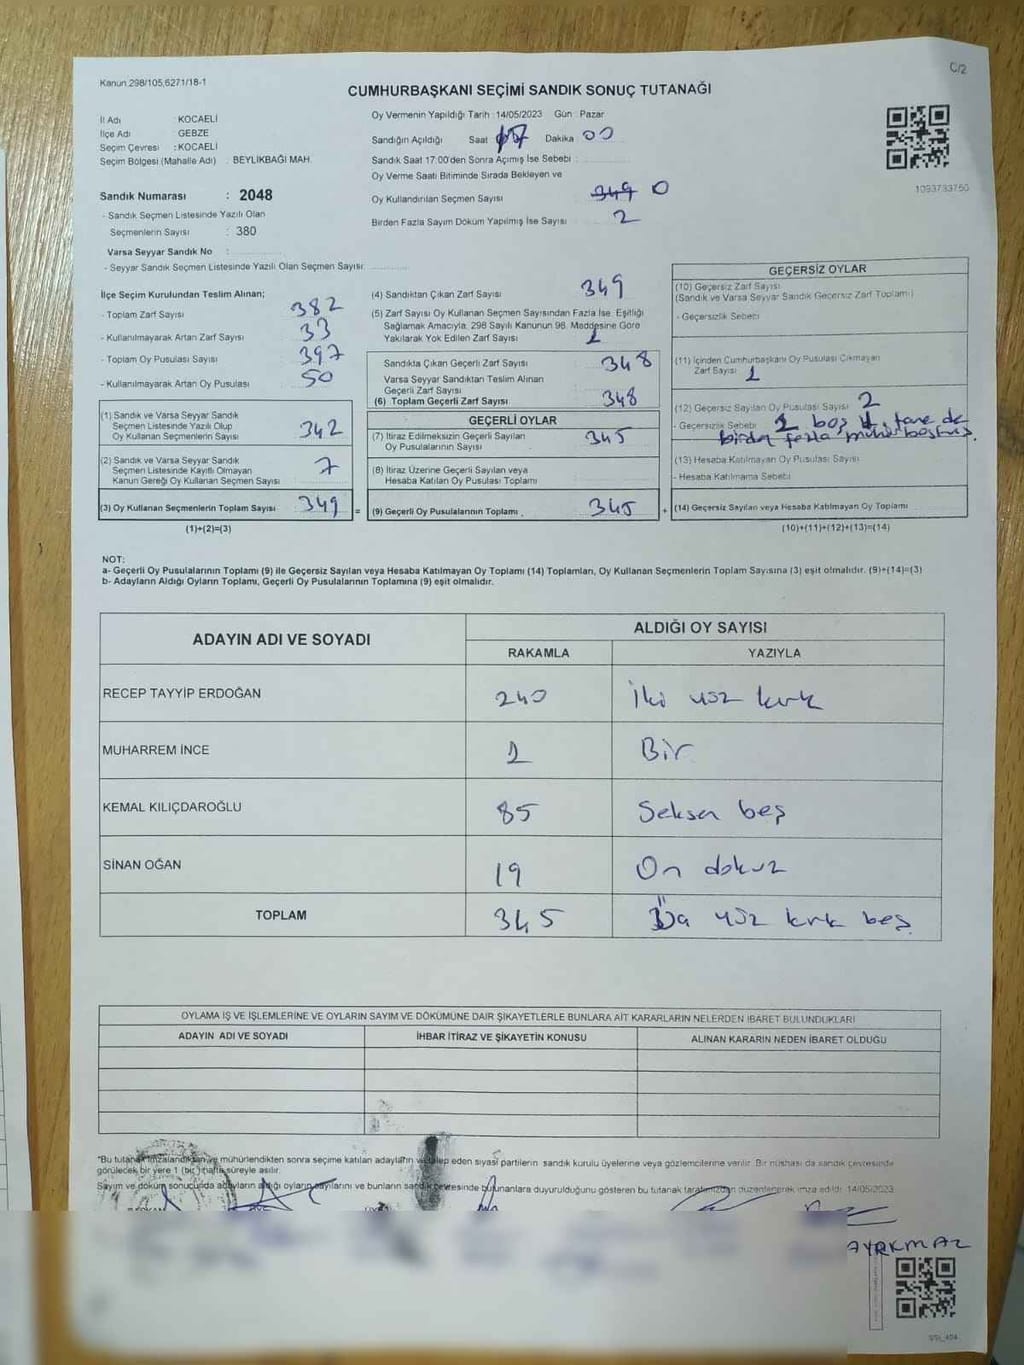 Kanun.298/105,6271/18-1
C/2
CUMHURBAŞKANI SEÇİMİ SANDIK SONUÇ TUTANAĞI
İl Adı : KOCAELİ
İlçe Adı : GEBZE
Seçim Çevresi : KOCAELİ
Seçim Bölgesi (Mahalle Adı) : BEYLİKBAĞI MAH.
Sandık Numarası : 2048
- Sandık Seçmen Listesinde Yazılı Olan
Seçmenlerin Sayısı : 380
Varsa Seyyar Sandık No :
- Seyyar Sandık Seçmen Listesinde Yazılı Olan Seçmen Sayısı:
Oy Vermenin Yapıldığı Tarih :14/05/2023 Gün : Pazar
Sandığın Açıldığı Saat 17 Dakika 00
Sandık Saat 17:00'den Sonra Açımış İse Sebebi :
Oy Verme Saati Bitiminde Sırada Bekleyen ve
Oy Kullandırılan Seçmen Sayısı 349 0
Birden Fazla Sayım Döküm Yapılmış İse Sayısı 2
1093733750
İlçe Seçim Kurulundan Teslim Alınan;
- Toplam Zarf Sayısı 382
- Kullanılmayarak Artan Zarf Sayısı 33
- Toplam Oy Pusulası Sayısı 397
- Kullanılmayarak Artan Oy Pusulası 50
(1) Sandık ve Varsa Seyyar Sandık
Seçmen Listesinde Yazılı Olup
Oy Kullanan Seçmenlerin Sayısı 342
(2) Sandık ve Varsa Seyyar Sandık
Seçmen Listesinde Kayıtlı Olmayan
Kanun Gereği Oy Kullanan Seçmen Sayısı 7
(3) Oy Kullanan Seçmenlerin Toplam Sayısı 349 =
(1)+(2)=(3)
(4) Sandıktan Çıkan Zarf Sayısı 349
(5) Zarf Sayısı Oy Kullanan Seçmen Sayısından Fazla İse, Eşitliği
Sağlamak Amacıyla, 298 Sayılı Kanunun 98. Maddesine Göre
Yakılarak Yok Edilen Zarf Sayısı 1
Sandıkta Çıkan Geçerli Zarf Sayısı 348
Varsa Seyyar Sandıktan Teslim Alınan
Geçerli Zarf Sayısı
(6) Toplam Geçerli Zarf Sayısı 348
GEÇERLİ OYLAR
(7) İtiraz Edilmeksizin Geçerli Sayılan
Oy Pusulalarının Sayısı 345
(8) İtiraz Üzerine Geçerli Sayılan veya
Hesaba Katılan Oy Pusulası Toplamı
(9) Geçerli Oy Pusulalarının Toplamı 345 +
GEÇERSİZ OYLAR
(10) Geçersiz Zarf Sayısı
(Sandık ve Varsa Seyyar Sandık Geçersiz Zarf Toplamı)
- Geçersizlik Sebebi
(11) İçinden Cumhurbaşkanı Oy Pusulası Çıkmayan
Zarf Sayısı 1
(12) Geçersiz Sayılan Oy Pusulası Sayısı 2
- Geçersizlik Sebebi 1 boş 1 tane de
birden fazla mühür basılmış.
(13) Hesaba Katılmayan Oy Pusulası Sayısı
- Hesaba Katılmama Sebebi
(14) Geçersiz Sayılan veya Hesaba Katılmayan Oy Toplamı
(10)+(11)+(12)+(13)=(14)
NOT:
a- Geçerli Oy Pusulalarının Toplamı (9) ile Geçersiz Sayılan veya Hesaba Katılmayan Oy Toplamı (14) Toplamları, Oy Kullanan Seçmenlerin Toplam Sayısına (3) eşit olmalıdır. (9)+(14)=(3)
b- Adayların Aldığı Oyların Toplamı, Geçerli Oy Pusulalarının Toplamına (9) eşit olmalıdır.
ADAYIN ADI VE SOYADI
ALDIĞI OY SAYISI
RAKAMLA YAZIYLA
RECEP TAYYİP ERDOĞAN 240 İki yüz kırk
MUHARREM İNCE 1 Bir
KEMAL KILIÇDAROĞLU 85 Seksen beş
SİNAN OĞAN 19 On dokuz
TOPLAM 345 Üç yüz kırk beş
OYLAMA İŞ VE İŞLEMLERİNE VE OYLARIN SAYIM VE DÖKÜMÜNE DAİR ŞİKAYETLERLE BUNLARA AİT KARARLARIN NELERDEN İBARET BULUNDUKLARI
ADAYIN ADI VE SOYADI İHBAR İTİRAZ VE ŞİKAYETİN KONUSU ALINAN KARARIN NEDEN İBARET OLDUĞU
"Bu tutanak imzalandıktan ve mühürlendikten sonra seçime katılan adayların ve talep eden siyasi partilerin sandık kurulu üyelerine veya gözlemcilerine verilir. Bir nüshası da sandık çevresinde
görülecek bir yere 1 (bir) hafta süreyle asılır.
Sayım ve döküm sonucunda adayların aldığı oyların sayılarını ve bunların sandık çevresinde bulunanlara duyurulduğunu gösteren bu tutanak tarafımızdan düzenlenerek imza edildi. 14/05/2023
AYRKMAZ